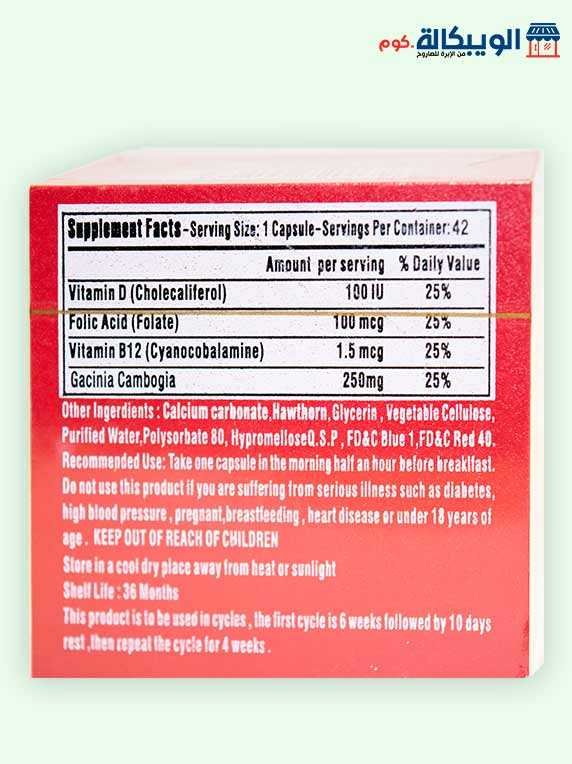 الويبكالة.كوم
من الإبرة للصاروخ
Supplement Facts-Serving Size: 1 Capsule-Servings Per Container: 42
Amount per serving % Daily Value
Vitamin D (Cholecaliferol) 100 IU 25%
Folic Acid (Folate) 100 mcg 25%
Vitamin B12 (Cyanocobalamine) 1.5 mcg 25%
Gacinia Cambogia 250mg 25%
Other Ingredients : Calcium carbonate,Hawthorn,Glycerin , Vegetable Cellulose,
Purified Water,Polysorbate 80, HypromelloseQ.S.P , FD&C Blue 1,FD&C Red 40.
Recommended Use: Take one capsule in the morning half an hour before breaklfast.
Do not use this product if you are suffering from serious illness such as diabetes,
high blood pressure , pregnant,breastleeding , heart disease or under 18 years of
age . KEEP OUT OF REACH OF CHILDREN
Store in a cool dry place away from heat or sunlight
Shelf Life : 36 Months
This product is to be used in cycles , the first cycle is 6 weeks followed by 10 days
rest ,then repeal the cycle for 4 weeks .